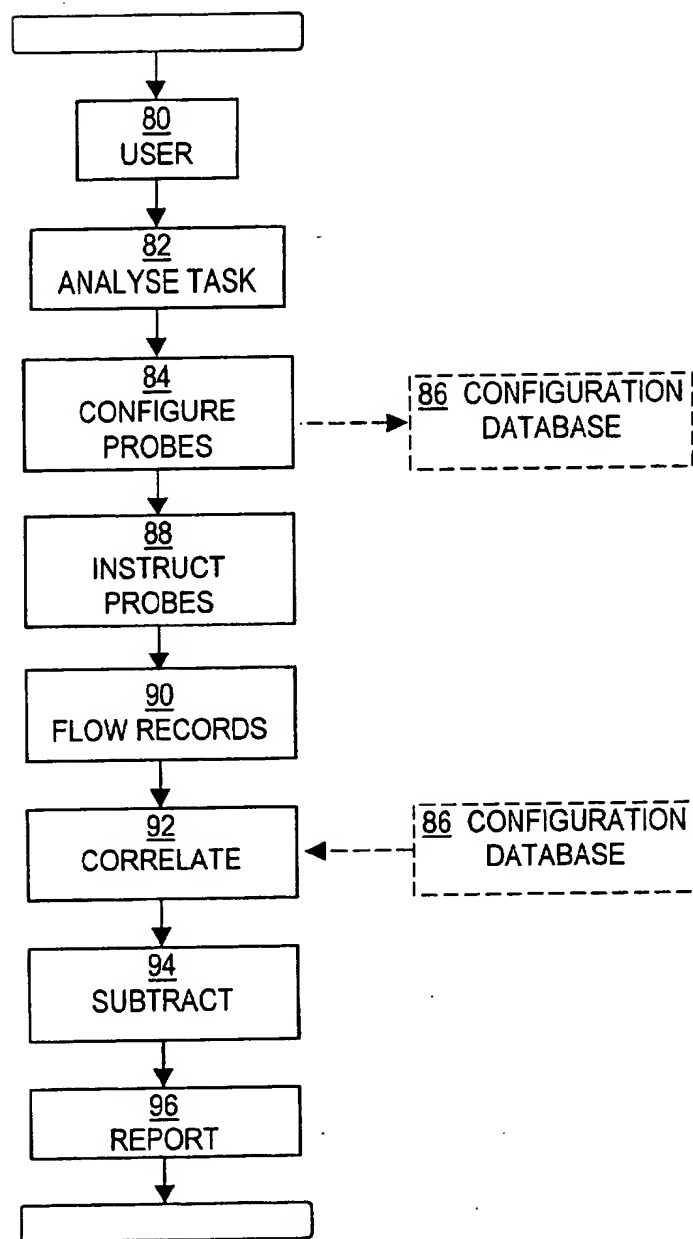 80
USER
82
ANALYSE TASK
84
CONFIGURE
PROBES
86 CONFIGURATION
DATABASE
88
INSTRUCT
PROBES
90
FLOW RECORDS
92
CORRELATE
86 CONFIGURATION
DATABASE
94
SUBTRACT
96
REPORT